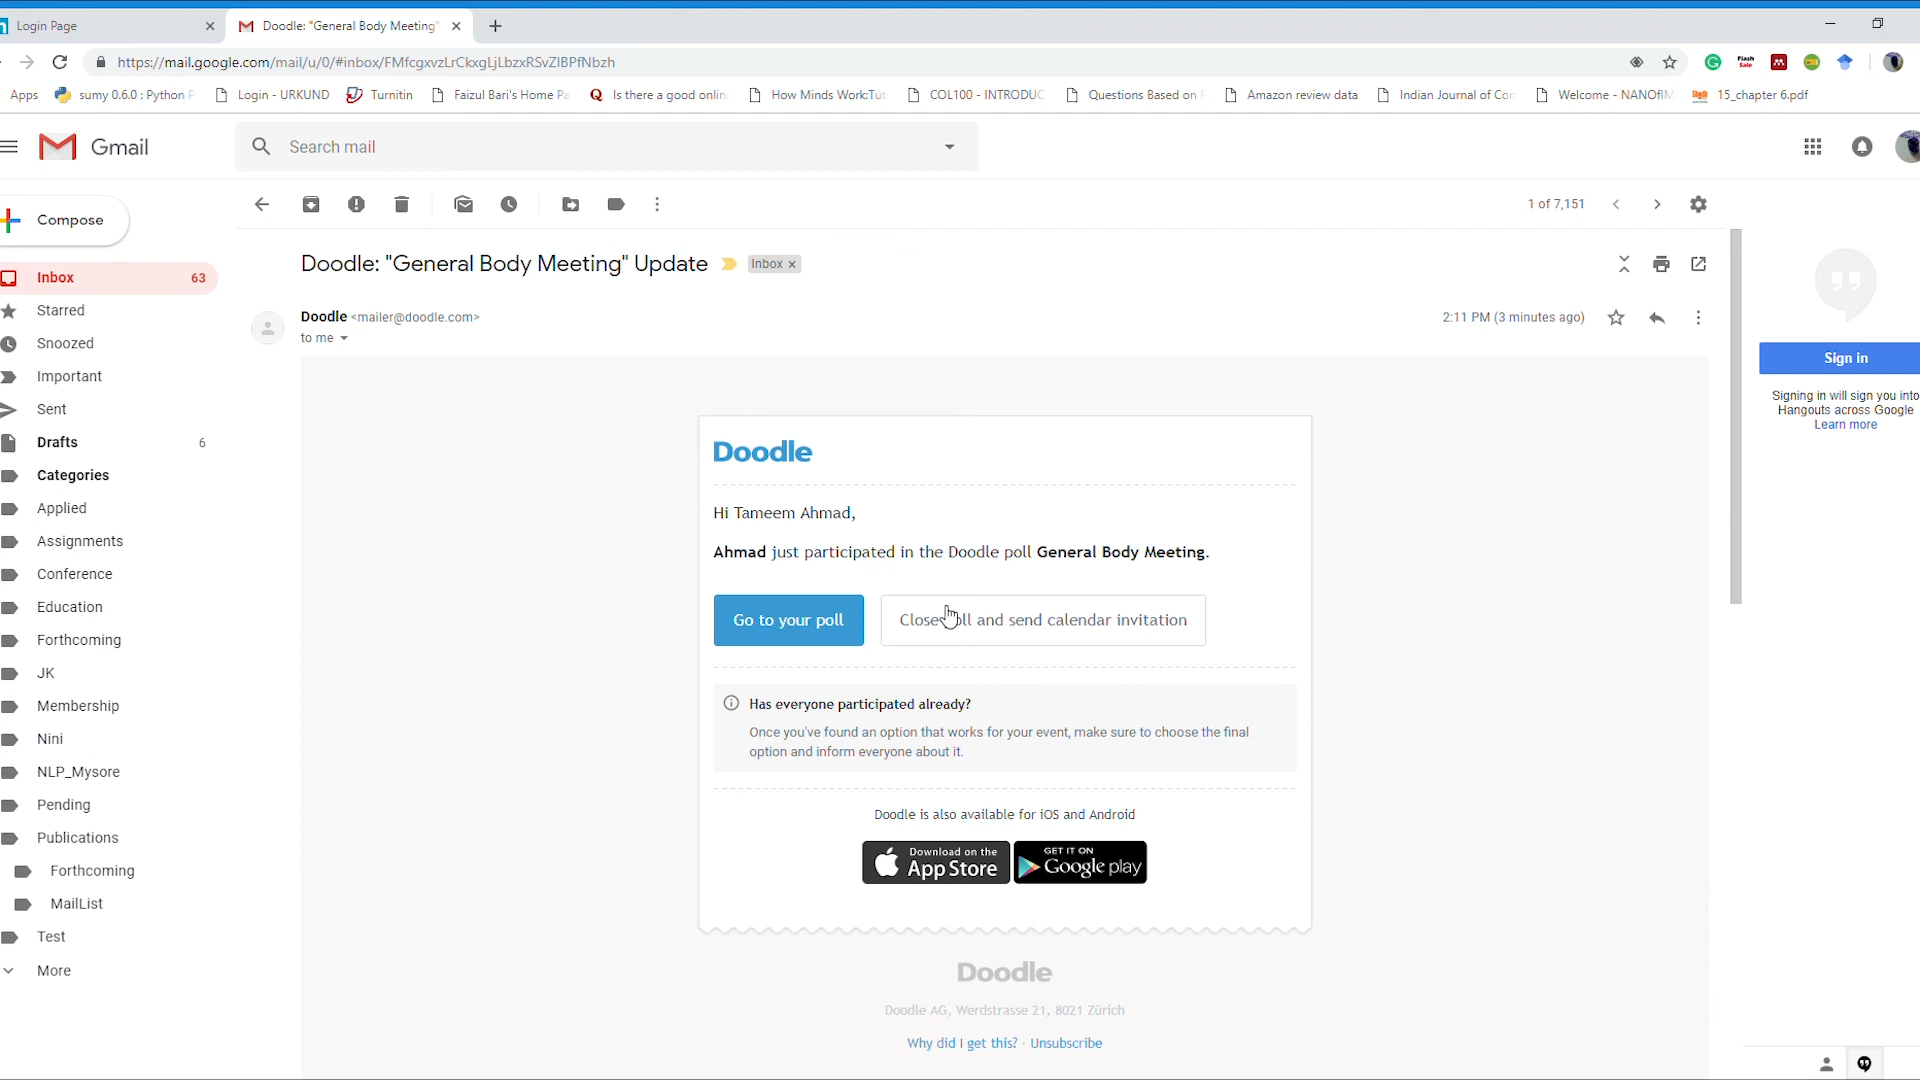 Login Page
Doodle: "General Body Meeting"
https://mail.google.com/mail/u/0/#inbox/FMfcgxvzLrCkxgLjLbzxRSvZIBPfNbzh
Flash Sale
Apps
sumy 0.6.0 : Python P
Login - URKUND
Turnitin
Faizul Bari's Home Pa
Is there a good onlin
How Minds Work:Tut
COL100 - INTRODUC
Questions Based on F
Amazon review data
Indian Journal of Con
Welcome - NANOfIM
15_chapter 6.pdf
Gmail
Search mail
Compose
1 of 7,151
Inbox 63
Starred
Snoozed
Important
Sent
Drafts 6
Categories
Applied
Assignments
Conference
Education
Forthcoming
JK
Membership
Nini
NLP_Mysore
Pending
Publications
Forthcoming
MailList
Test
More
Doodle: "General Body Meeting" Update Inbox x
Doodle <mailer@doodle.com>
2:11 PM (3 minutes ago)
to me
Doodle
Hi Tameem Ahmad,
Ahmad just participated in the Doodle poll General Body Meeting.
Go to your poll
Close poll and send calendar invitation
Has everyone participated already?
Once you've found an option that works for your event, make sure to choose the final
option and inform everyone about it.
Doodle is also available for iOS and Android
Download on the
App Store
GET IT ON
Google play
Doodle
Doodle AG, Werdstrasse 21, 8021 Zürich
Why did I get this? · Unsubscribe
Sign in
Signing in will sign you into
Hangouts across Google
Learn more